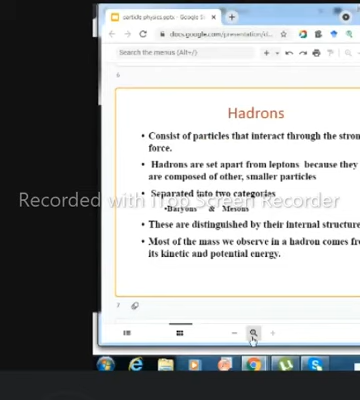 particle physics.pptx - Google S
docs.google.com/presentation/d...
Search the menus (Alt+/)
6
Hadrons
• Consist of particles that interact through the stron
force.
• Hadrons are set apart from leptons because they
are composed of other, smaller particles
• Separated into two categories
•Baryons & Mesons
Recorded with iTop Screen Recorder
• These are distinguished by their internal structure
• Most of the mass we observe in a hadron comes fr
its kinetic and potential energy.
7